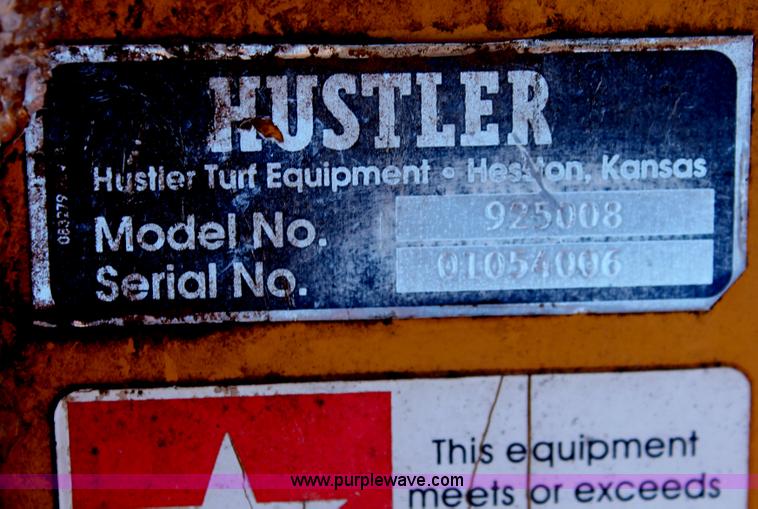 HUSTLER
Hustler Turf Equipment • Hesston, Kansas
083279
Model No. 925008
Serial No. 01054006
This equipment
meets or exceeds
www.purplewave.com